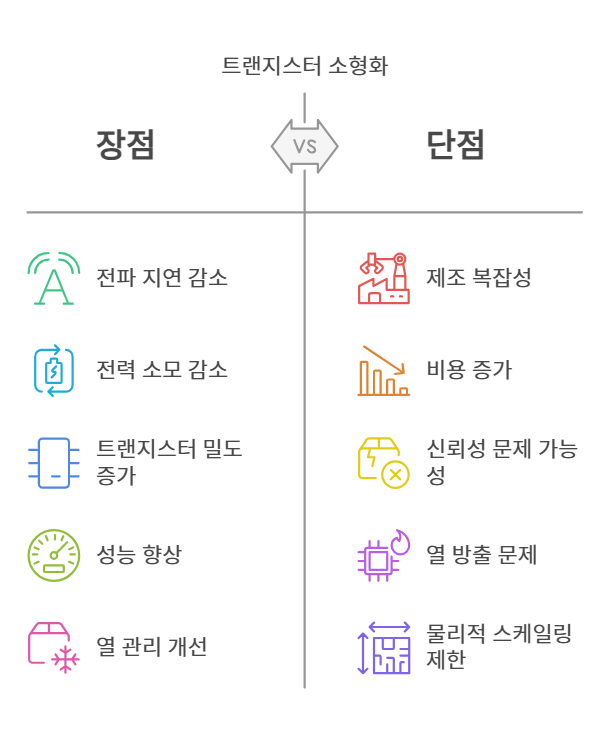 트랜지스터 소형화
장점
VS
단점
전파 지연 감소
제조 복잡성
전력 소모 감소
비용 증가
트랜지스터 밀도
증가
신뢰성 문제 가능
성
성능 향상
열 방출 문제
열 관리 개선
물리적 스케일링
제한